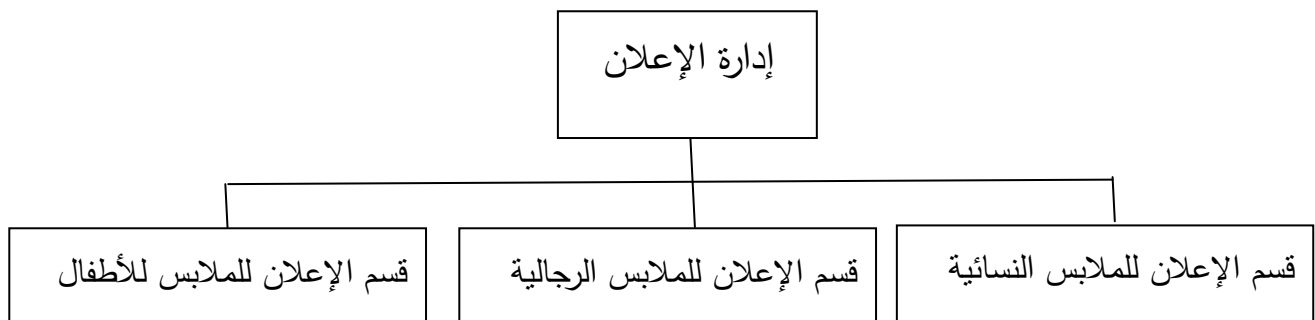 إدارة الإعلان
قسم الإعلان للملابس النسائية
قسم الإعلان للملابس الرجالية
قسم الإعلان للملابس للأطفال